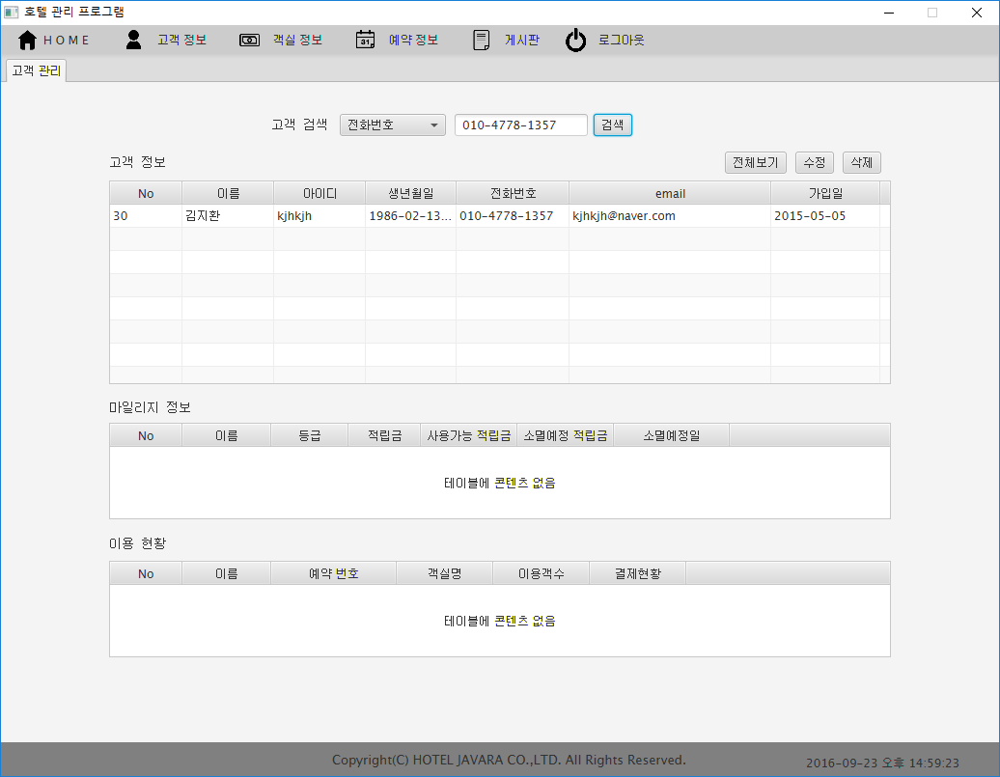 호텔 관리 프로그램
HOME 고객 정보 객실 정보 31 예약 정보 게시판 로그아웃
고객 관리
고객 검색 전화번호 010-4778-1357 검색
고객 정보 전체보기 수정 삭제
No 이름 아이디 생년월일 전화번호 email 가입일
30 김지환 kjhkjh 1986-02-13... 010-4778-1357 kjhkjh@naver.com 2015-05-05
마일리지 정보
No 이름 등급 적립금 사용가능 적립금 소멸예정 적립금 소멸예정일
테이블에 콘텐츠 없음
이용 현황
No 이름 예약 번호 객실명 이용객수 결제현황
테이블에 콘텐츠 없음
Copyright(C) HOTEL JAVARA CO.,LTD. All Rights Reserved. 2016-09-23 오후 14:59:23